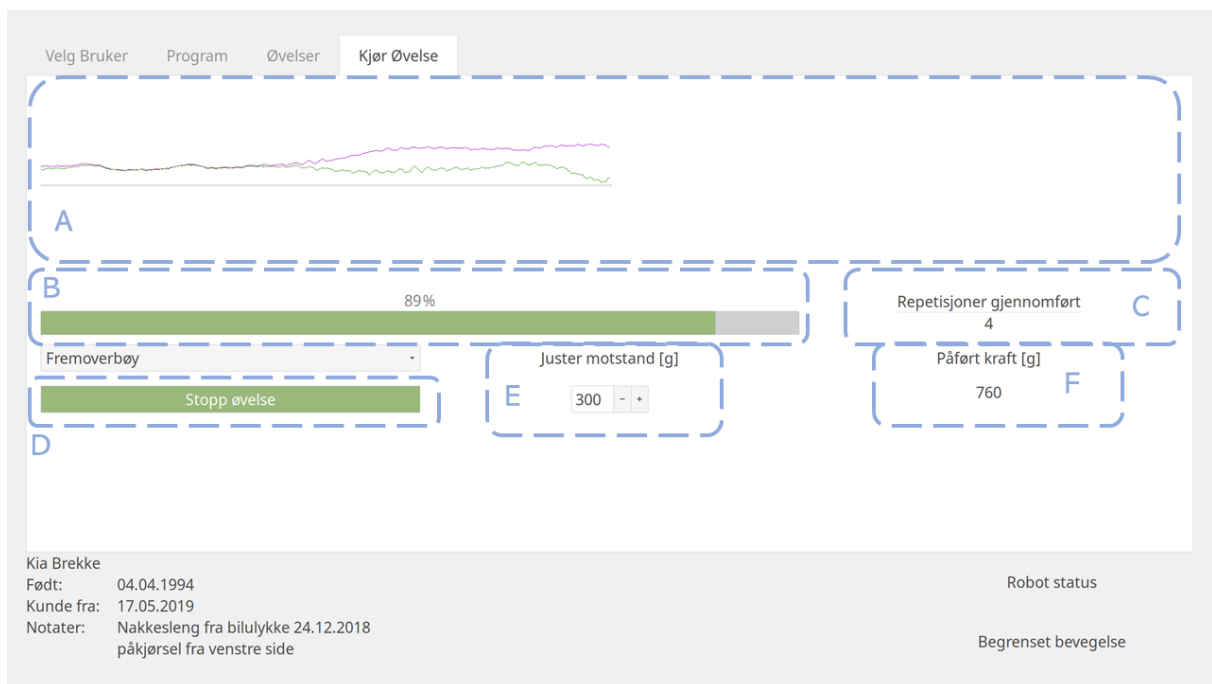 Velg Bruker Program Øvelser Kjør Øvelse
A
B
89%
Repetisjoner gjennomført
4
C
Fremoverbøy
Stopp øvelse
D
Juster motstand [g]
E
300 - +
Påført kraft [g]
760
F
Kia Brekke
Født: 04.04.1994
Kunde fra: 17.05.2019
Notater: Nakkesleng fra bilulykke 24.12.2018
påkjørsel fra venstre side
Robot status
Begrenset bevegelse